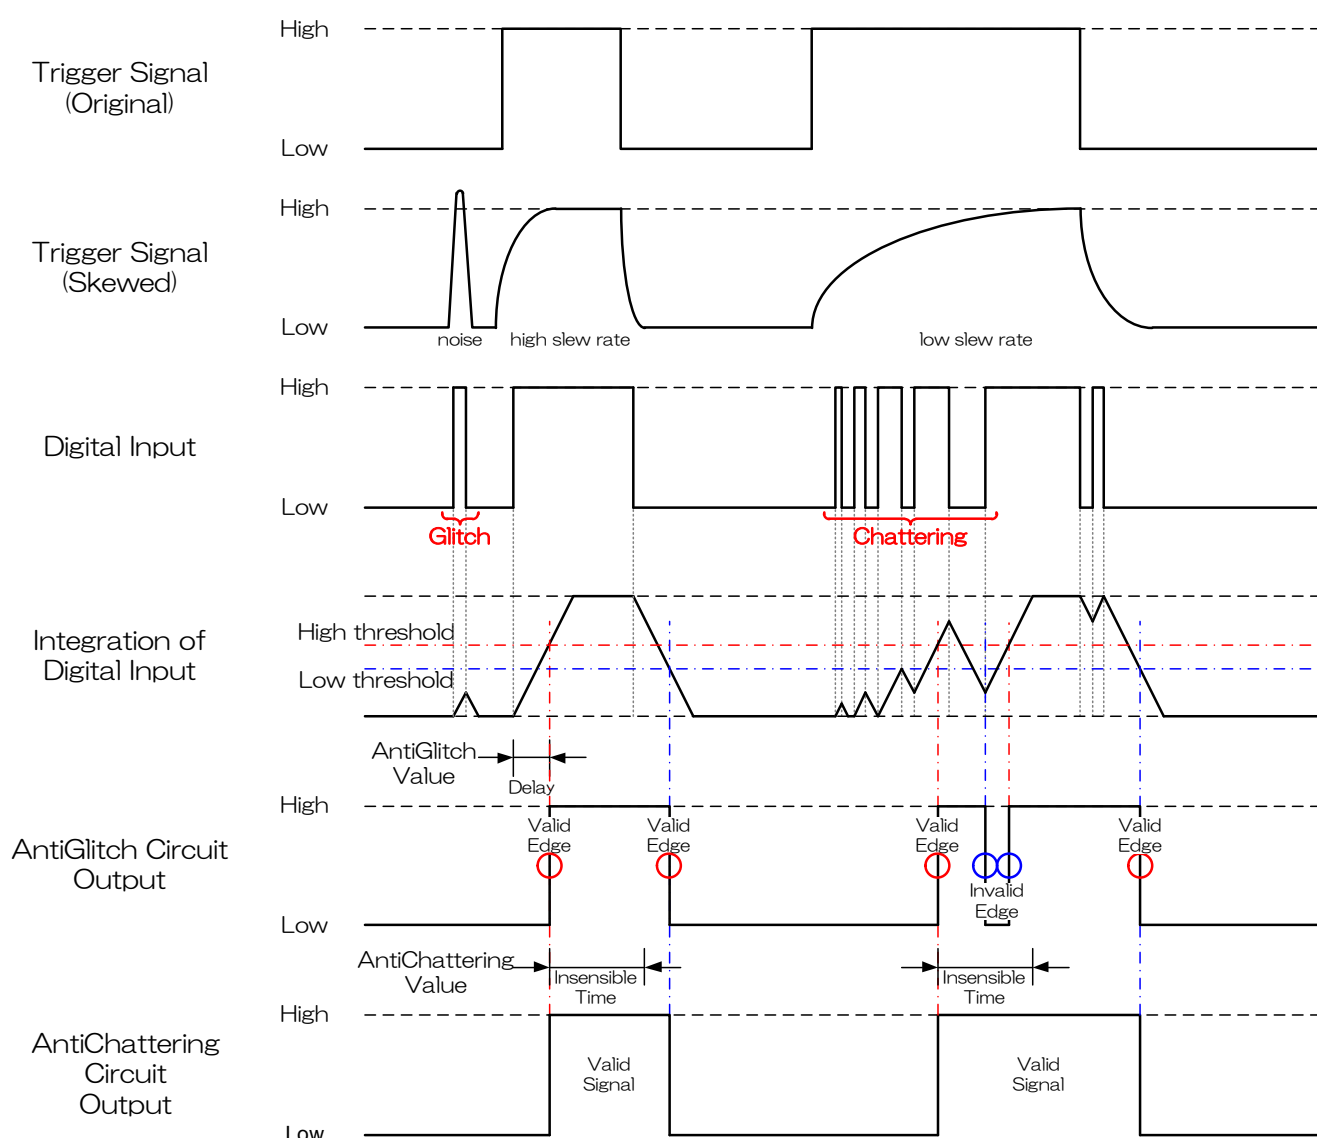 High
Trigger Signal
(Original)
Low
High
Trigger Signal
(Skewed)
Low
noise
high slew rate
low slew rate
High
Digital Input
Low
Glitch
Chattering
High threshold
Integration of
Digital Input
Low threshold
AntiGlitch
Value
Delay
High
Valid
Edge
Valid
Edge
Valid
Edge
Valid
Edge
AntiGlitch Circuit
Output
Invalid
Edge
Low
AntiChattering
Value
Insensible
Time
Insensible
Time
High
AntiChattering
Circuit
Output
Valid
Signal
Valid
Signal
Low